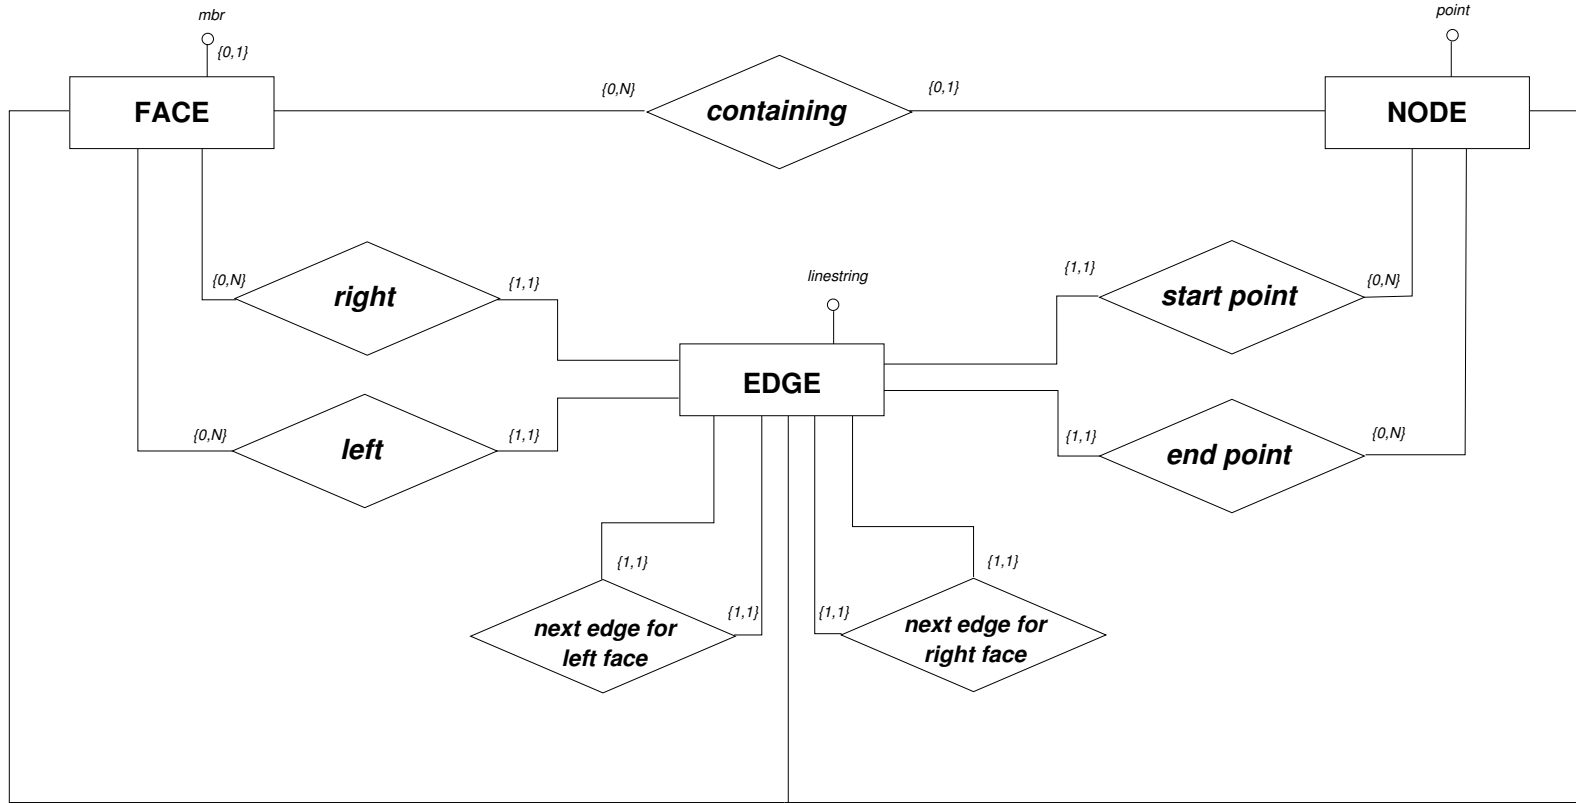 mbr
point
{0,1}
FACE
{0,N}
containing
{0,1}
NODE
{0,N}
right
{1,1}
linestring
{1,1}
start point
{0,N}
EDGE
{0,N}
left
{1,1}
{1,1}
end point
{0,N}
{1,1}
{1,1}
next edge for
left face
{1,1}
{1,1}
next edge for
right face